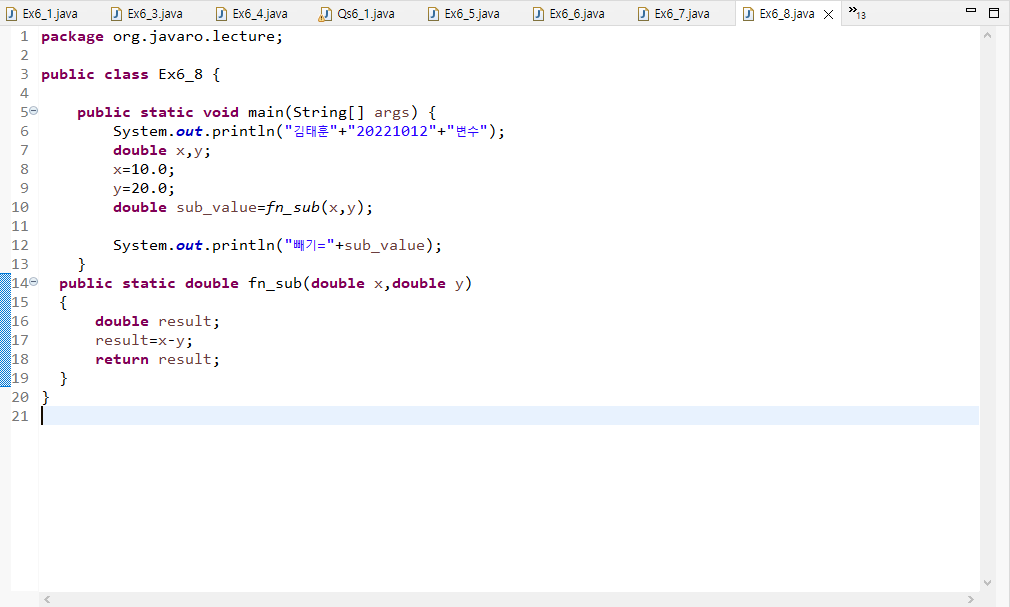 Ex6_1.java Ex6_3.java Ex6_4.java Qs6_1.java Ex6_5.java Ex6_6.java Ex6_7.java Ex6_8.java »13
1 package org.javaro.lecture;
2
3 public class Ex6_8 {
4
5 public static void main(String[] args) {
6 System.out.println("김태훈"+"20221012"+"변수");
7 double x,y;
8 x=10.0;
9 y=20.0;
10 double sub_value=fn_sub(x,y);
11
12 System.out.println("빼기="+sub_value);
13 }
14 public static double fn_sub(double x,double y)
15 {
16 double result;
17 result=x-y;
18 return result;
19 }
20 }
21